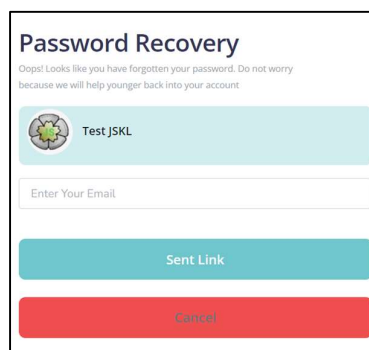 Password Recovery
Oops! Looks like you have forgotten your password. Do not worry
because we will help younger back into your account
JS
Test JSKL
Enter Your Email
Sent Link
Cancel